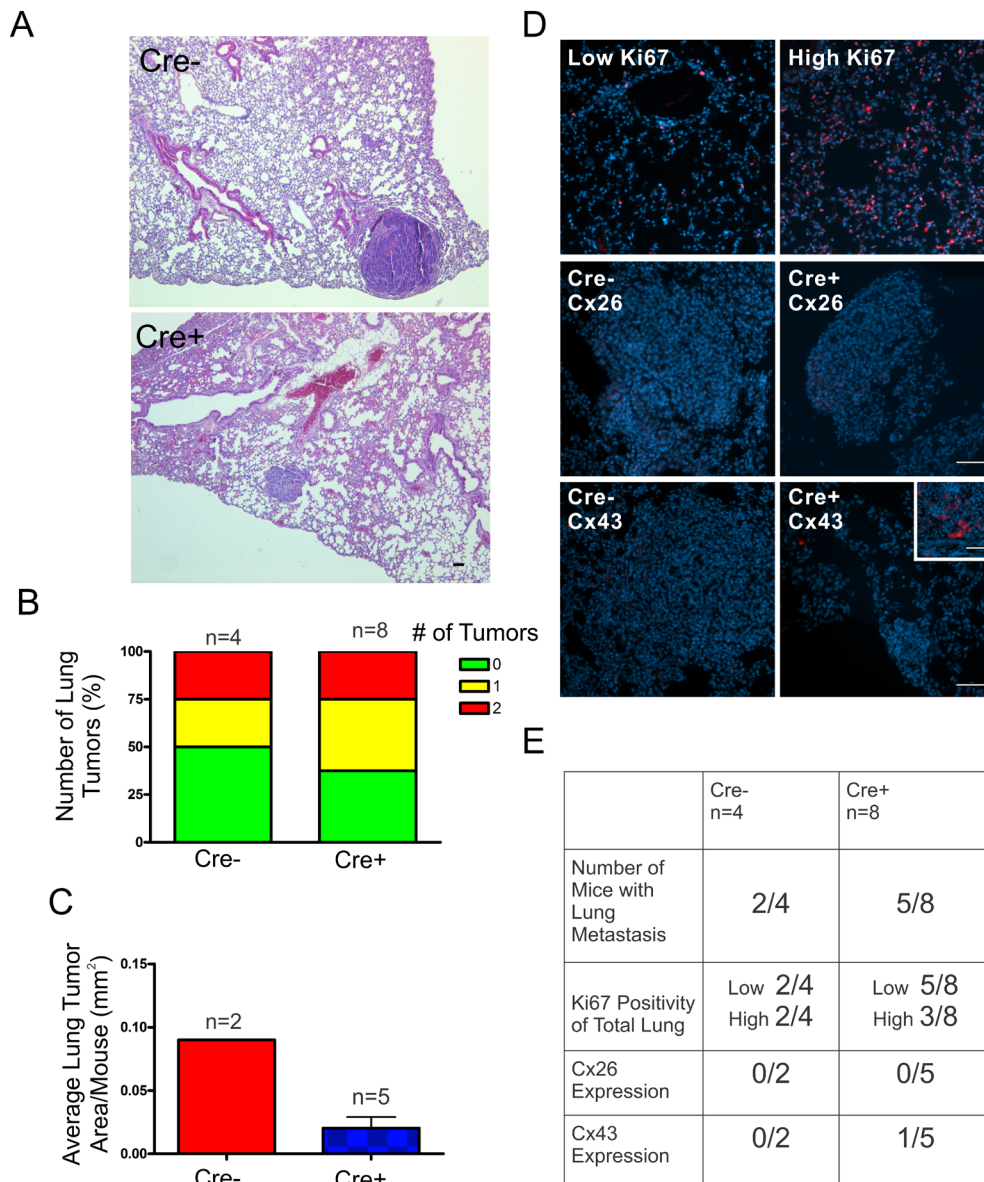 A
Cre-
Cre+
B
n=4
n=8
# of Tumors
0
1
2
Number of Lung
Tumors (%)
100
75
50
25
0
Cre-
Cre+
C
Average Lung Tumor
Area/Mouse (mm²)
0.15
0.10
0.05
0.00
n=2
n=5
Cre-
Cre+
D
Low Ki67
High Ki67
Cre-
Cx26
Cre+
Cx26
Cre-
Cx43
Cre+
Cx43
E
Cre-
n=4
Cre+
n=8
Number of
Mice with
Lung
Metastasis
2/4
5/8
Ki67 Positivity
of Total Lung
Low 2/4
High 2/4
Low 5/8
High 3/8
Cx26
Expression
0/2
0/5
Cx43
Expression
0/2
1/5